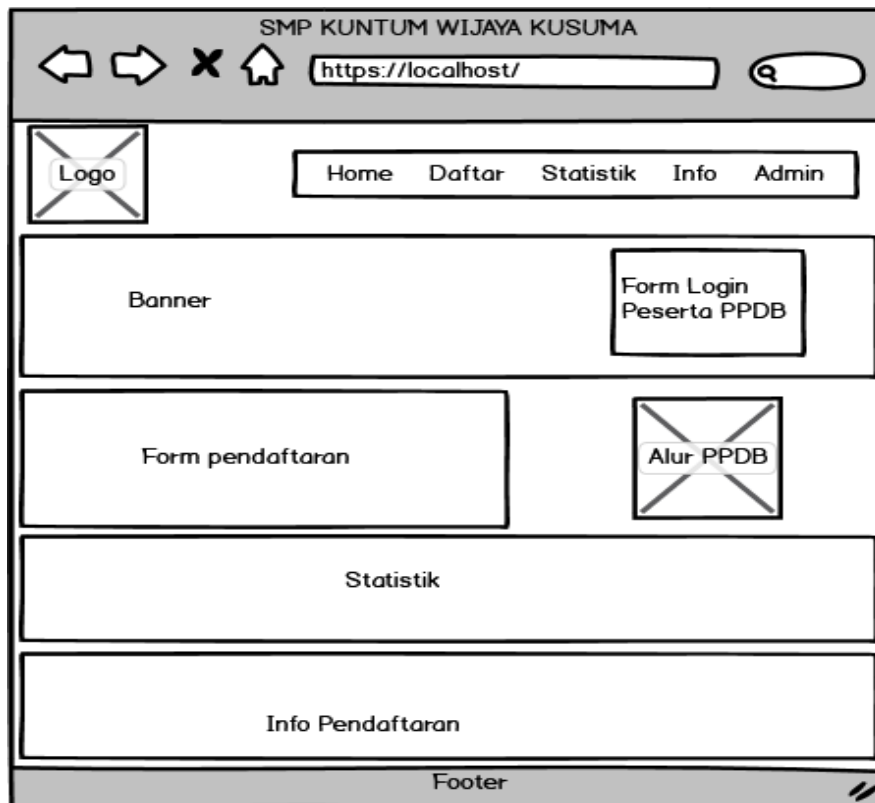 SMP KUNTUM WIJAYA KUSUMA
https://localhost/
Logo
Home Daftar Statistik Info Admin
Banner
Form Login
Peserta PPDB
Form pendaftaran
Alur PPDB
Statistik
Info Pendaftaran
Footer